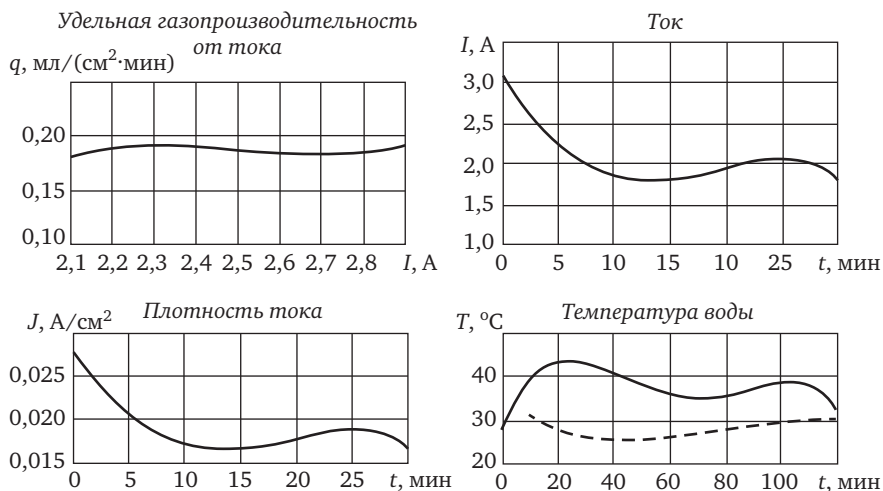 Удельная газопроизводительность
от тока
q, мл/(см²·мин)
0,20
0,15
0,10
2,1 2,2 2,3 2,4 2,5 2,6 2,7 2,8 I, А
Ток
I, А
3,0
2,5
2,0
1,5
1,0
0 5 10 15 10 25 t, мин
Плотность тока
J, А/см²
0,025
0,020
0,015
0 5 10 15 20 25 t, мин
Температура воды
T, °С
40
30
20
0 20 40 60 80 100 t, мин